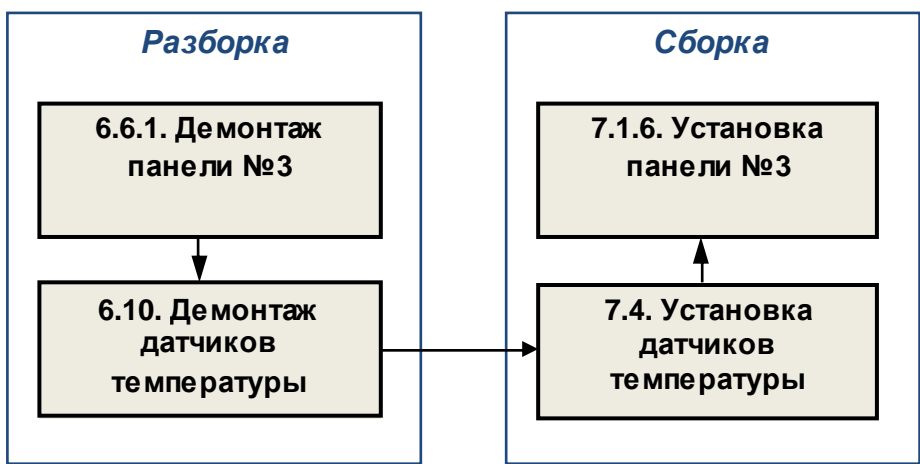 Разборка
6.6.1. Демонтаж
панели №3
6.10. Демонтаж
датчиков
температуры
Сборка
7.1.6. Установка
панели №3
7.4. Установка
датчиков
температуры